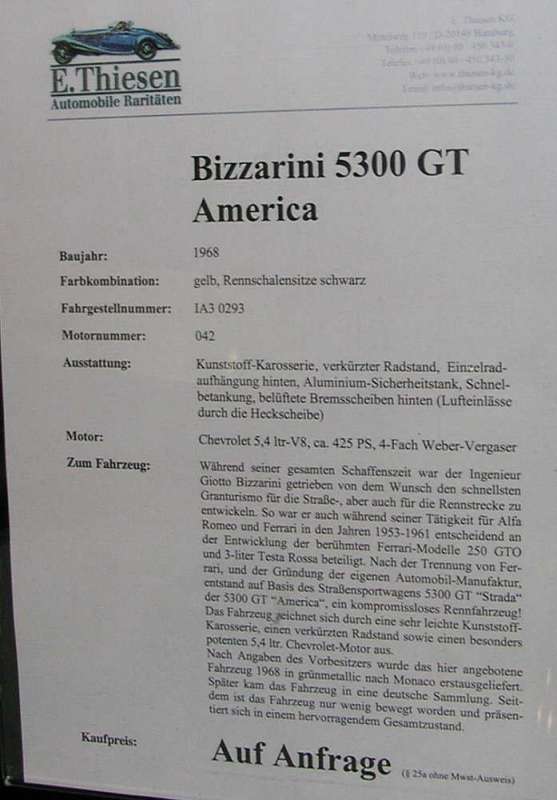 E. Thiesen KG
E.Thiesen
Automobile Raritäten
Bizzarini 5300 GT
America
Baujahr: 1968
Farbkombination: gelb, Rennschalensitze schwarz
Fahrgestellnummer: IA3 0293
Motornummer: 042
Ausstattung: Kunststoff-Karosserie, verkürzter Radstand, Einzelrad-
aufhängung hinten, Aluminium-Sicherheitstank, Schnel-
betankung, belüftete Bremsscheiben hinten (Lufteinlässe
durch die Heckscheibe)
Motor: Chevrolet 5,4 ltr-V8, ca. 425 PS, 4-Fach Weber-Vergaser
Zum Fahrzeug: Während seiner gesamten Schaffenszeit war der Ingenieur
Giotto Bizzarini getrieben von dem Wunsch den schnellsten
Granturismo für die Straße-, aber auch für die Rennstrecke zu
entwickeln. So war er auch während seiner Tätigkeit für Alfa
Romeo und Ferrari in den Jahren 1953-1961 entscheidend an
der Entwicklung der berühmten Ferrari-Modelle 250 GTO
und 3-liter Testa Rossa beteiligt. Nach der Trennung von Fer-
rari, und der Gründung der eigenen Automobil-Manufaktur,
entstand auf Basis des Straßensportwagens 5300 GT “Strada”
der 5300 GT “America“, ein kompromissloses Rennfahrzeug!
Das Fahrzeug zeichnet sich durch eine sehr leichte Kunststoff-
Karosserie, einen verkürzten Radstand sowie einen besonders
potenten 5,4 ltr. Chevrolet-Motor aus.
Nach Angaben des Vorbesitzers wurde das hier angebotene
Fahrzeug 1968 in grünmetallic nach Monaco erstausgeliefert.
Später kam das Fahrzeug in eine deutsche Sammlung. Seit-
dem ist das Fahrzeug nur wenig bewegt worden und präsen-
tiert sich in einem hervorragendem Gesamtzustand.
Kaufpreis: Auf Anfrage (§ 25a ohne Mwst-Ausweis)